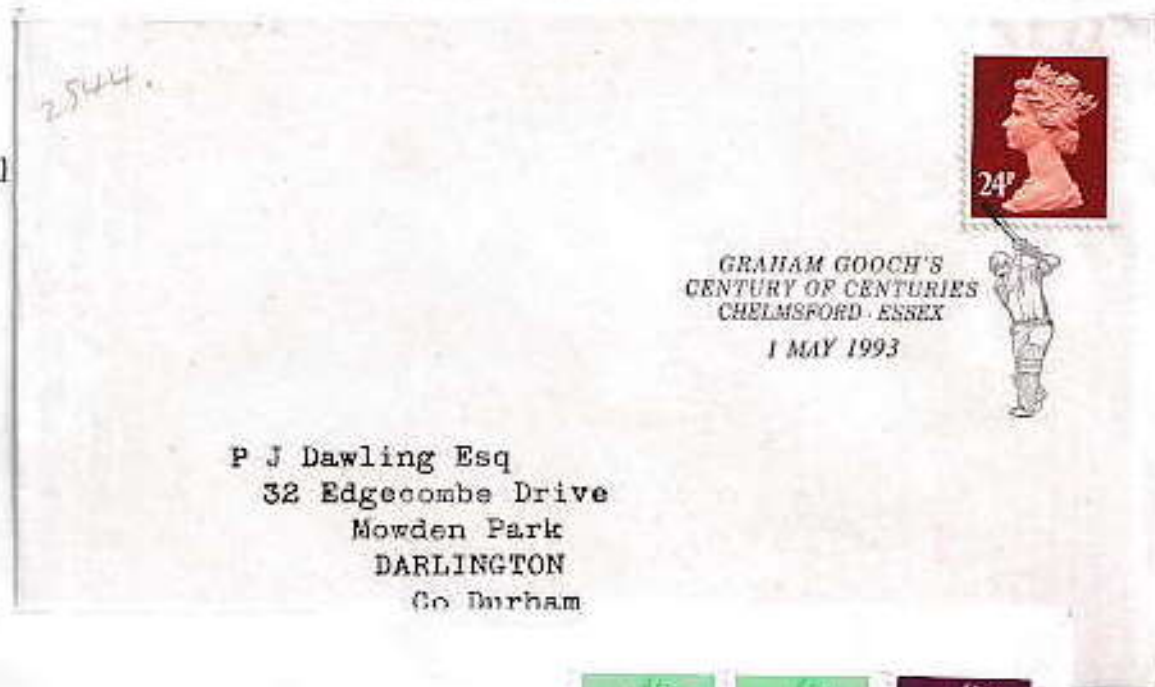 2544.
24P
GRAHAM GOOCH'S
CENTURY OF CENTURIES
CHELMSFORD · ESSEX
1 MAY 1993
P J Dawling Esq
32 Edgecombe Drive
Mowden Park
DARLINGTON
Co Durham